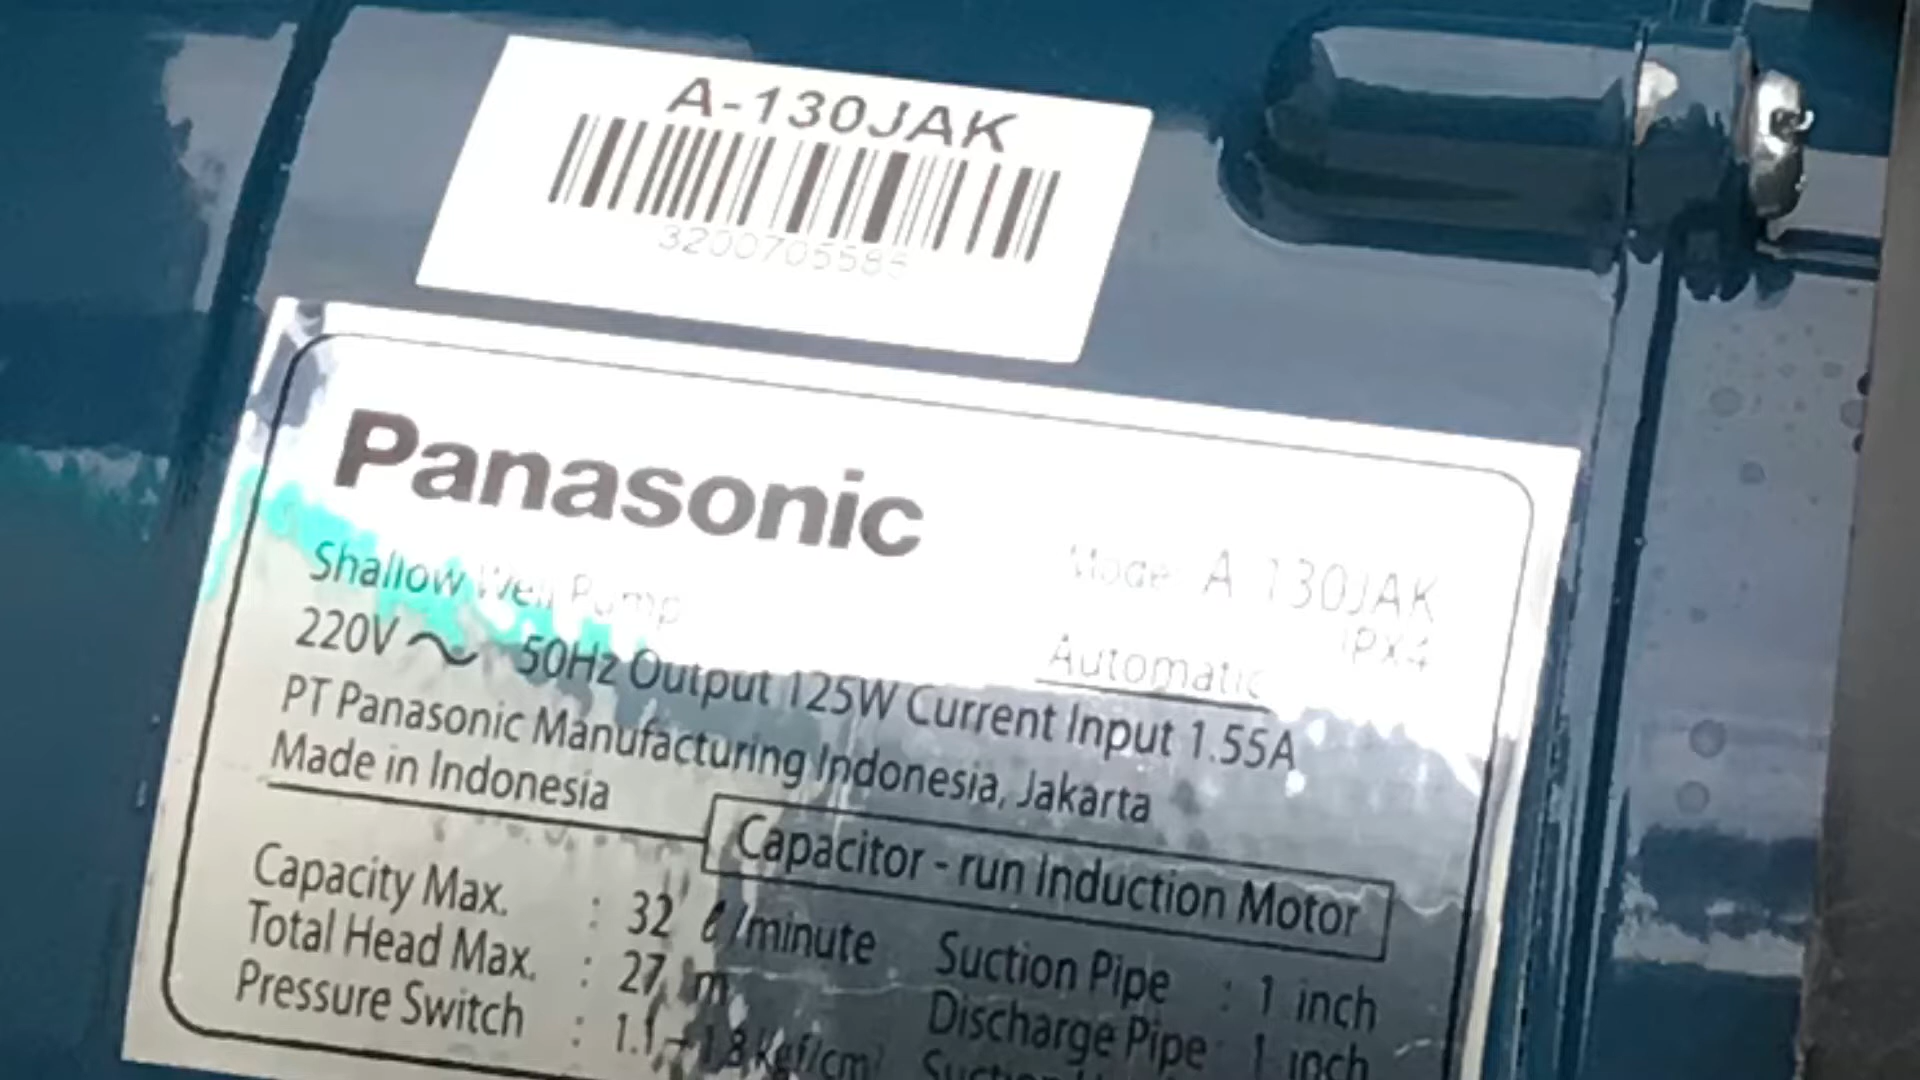 A-130JAK
3200705585
Panasonic
Shallow Well Pump
Model A-130JAK
IPX4
Automatic
220V ~ 50Hz Output 125W Current Input 1.55A
PT Panasonic Manufacturing Indonesia, Jakarta
Made in Indonesia
Capacitor - run Induction Motor
Capacity Max. : 32 ℓ/minute
Total Head Max. : 27 m
Pressure Switch : 1.1 - 1.8 kgf/cm²
Suction Pipe : 1 inch
Discharge Pipe : 1 inch